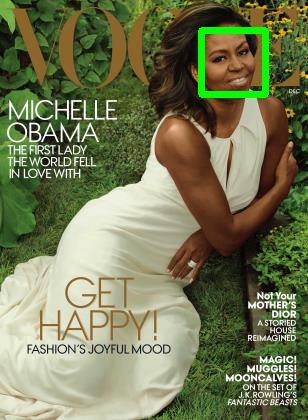 VOGUE
DEC
MICHELLE
OBAMA
THE FIRST LADY
THE WORLD FELL
IN LOVE WITH
GET
HAPPY!
FASHION'S JOYFUL MOOD
Not Your
MOTHER'S
DIOR
A STORIED
HOUSE
REIMAGINED
MAGIC!
MUGGLES!
MOONCALVES!
ON THE SET OF
J.K. ROWLING'S
FANTASTIC BEASTS